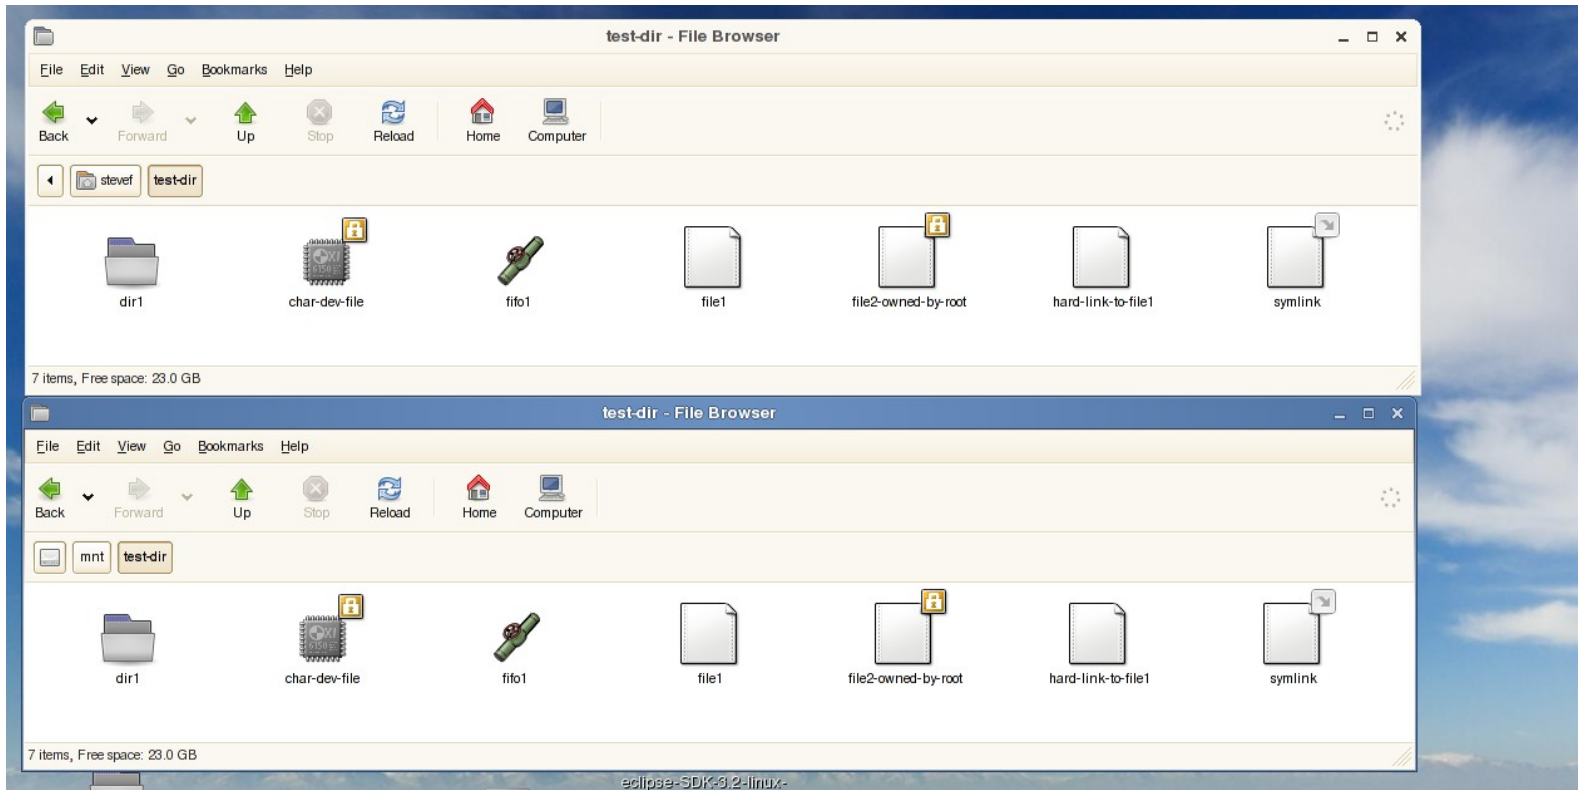 test-dir - File Browser
File Edit View Go Bookmarks Help
Back Forward Up Stop Reload Home Computer
stevef test-dir
dir1 char-dev-file fifo1 file1 file2-owned-by-root hard-link-to-file1 symlink
7 items, Free space: 23.0 GB
test-dir - File Browser
File Edit View Go Bookmarks Help
Back Forward Up Stop Reload Home Computer
mnt test-dir
dir1 char-dev-file fifo1 file1 file2-owned-by-root hard-link-to-file1 symlink
7 items, Free space: 23.0 GB
eclipse-SDK-3.2-linux-